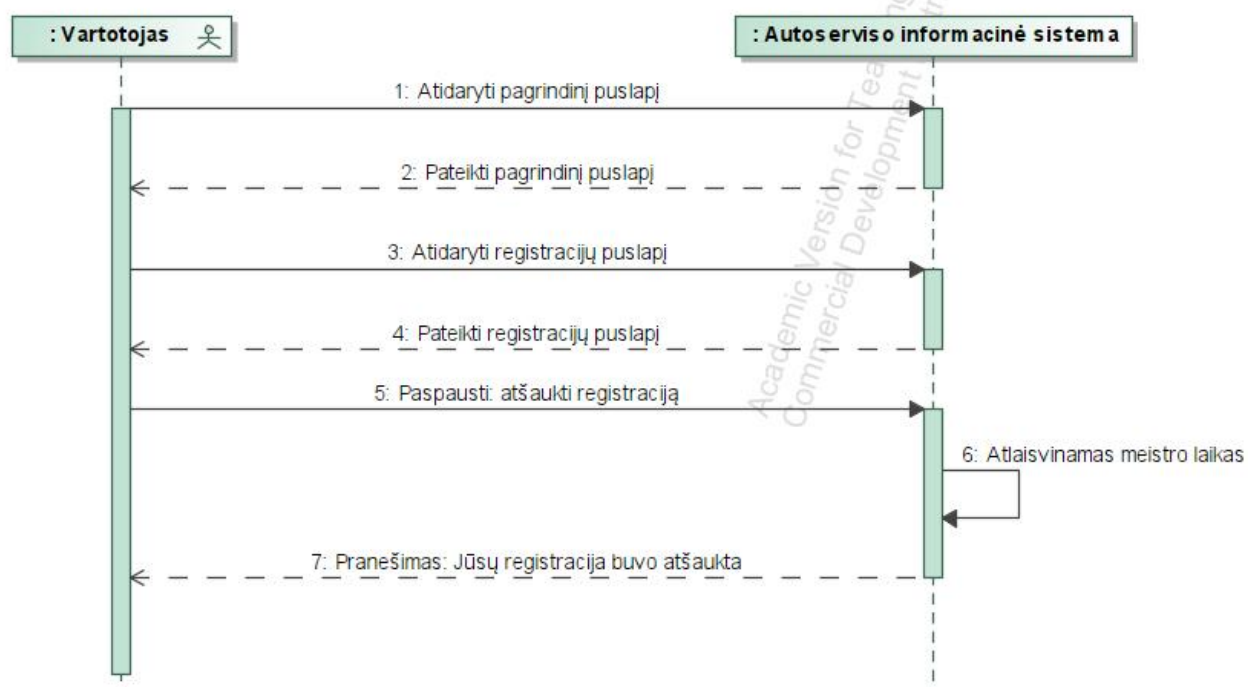 : Vartotojas
: Autoserviso informacinė sistema
1: Atidaryti pagrindinį puslapį
2: Pateikti pagrindinį puslapį
3: Atidaryti registracijų puslapį
4: Pateikti registracijų puslapį
5: Paspausti: atšaukti registraciją
6: Atlaisvinamas meistro laikas
7: Pranešimas: Jūsų registracija buvo atšaukta
Academic Version for
Commercial Development